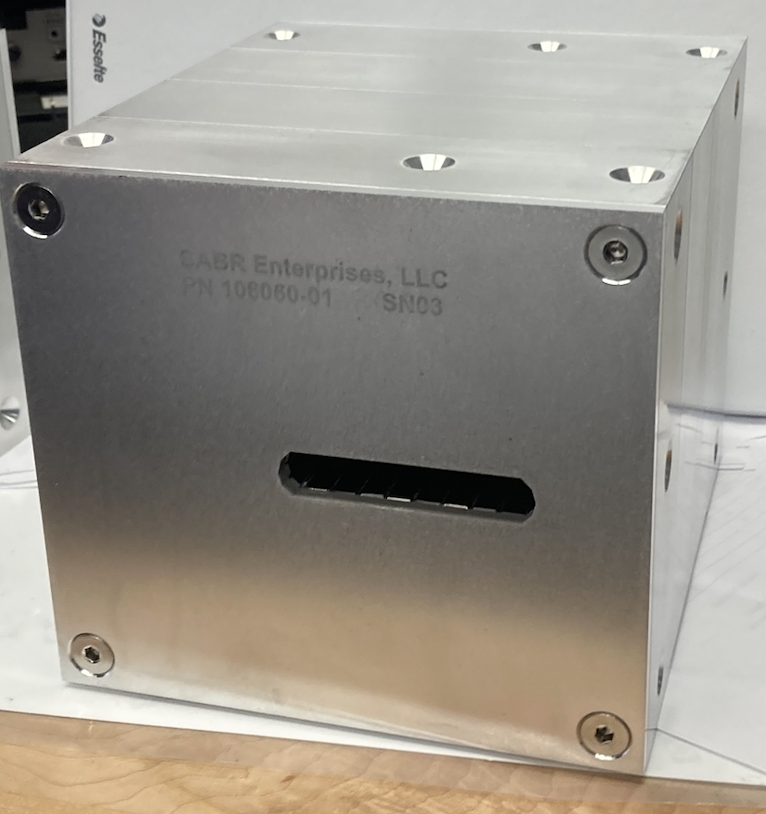 Esselte
SABR Enterprises, LLC
PN 106060-01 SN03